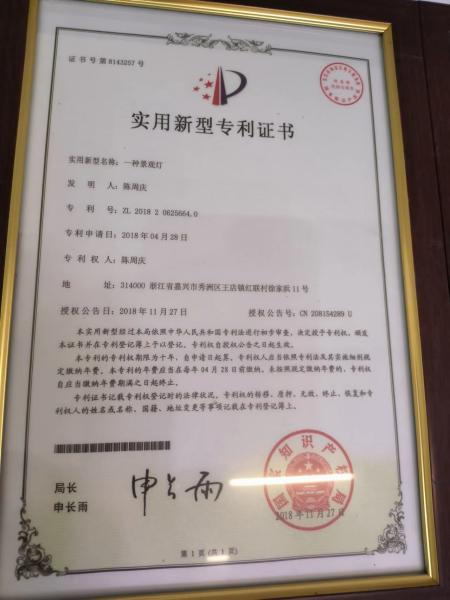 证书号第8143257号
实用新型专利证书
实用新型名称：一种景观灯
发明人：陈周庆
专利号：ZL 2018 2 0625664.0
专利申请日：2018年04月28日
专利权人：陈周庆
地址：314000 浙江省嘉兴市秀洲区王店镇红联村徐家浜11号
授权公告日：2018年11月27日 授权公告号：CN 208154289 U
本实用新型经过本局依照中华人民共和国专利法进行初步审查，决定授予专利权，颁发
本证书并在专利登记簿上予以登记。专利权自授权公告之日起生效。
本专利的专利权期限为十年，自申请日起算。专利权人应当依照专利法及其实施细则规
定缴纳年费。本专利的年费应当在每年04月28日前缴纳。未按照规定缴纳年费的，专利权
自应当缴纳年费期满之日起终止。
专利证书记载专利权登记时的法律状况。专利权的转移、质押、无效、终止、恢复和专
利权人的姓名或名称、国籍、地址变更等事项记载在专利登记簿上。
局长
申长雨
申长雨
国家知识产权局
2018年11月27日
第1页（共1页）